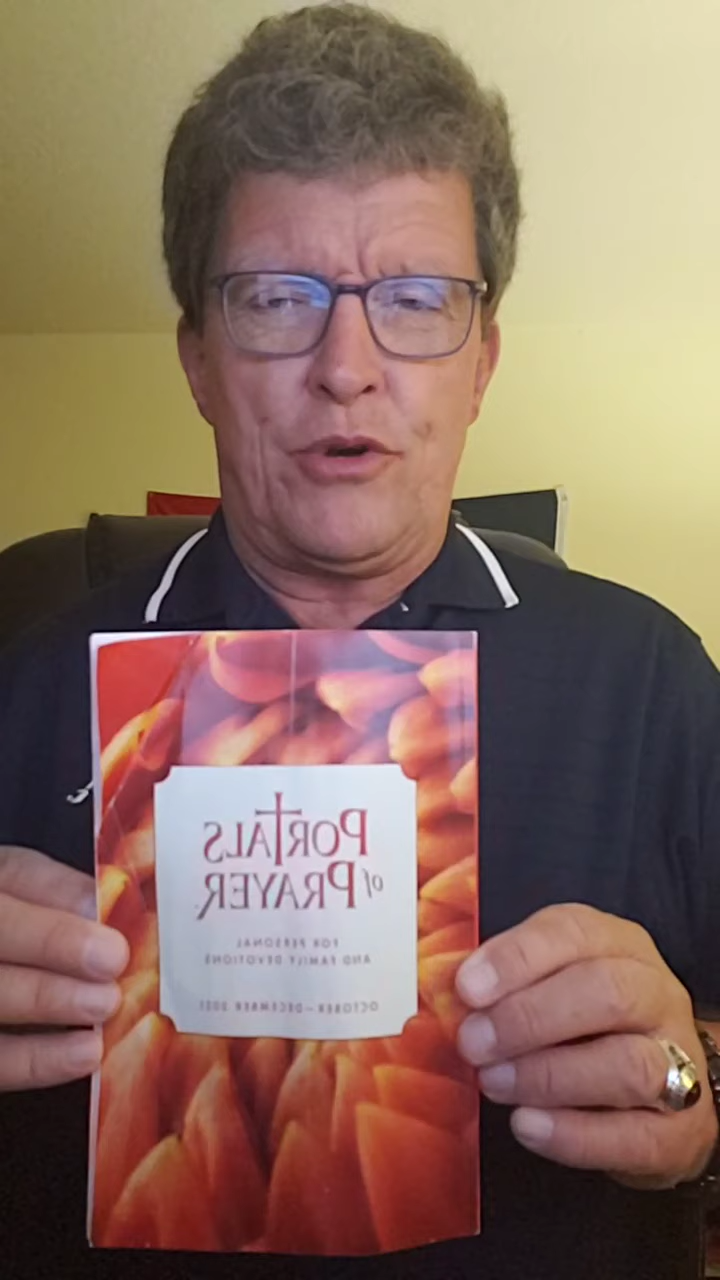 PORTALS
of PRAYER
FOR PERSONAL
AND FAMILY DEVOTIONS
OCTOBER–DECEMBER 2021